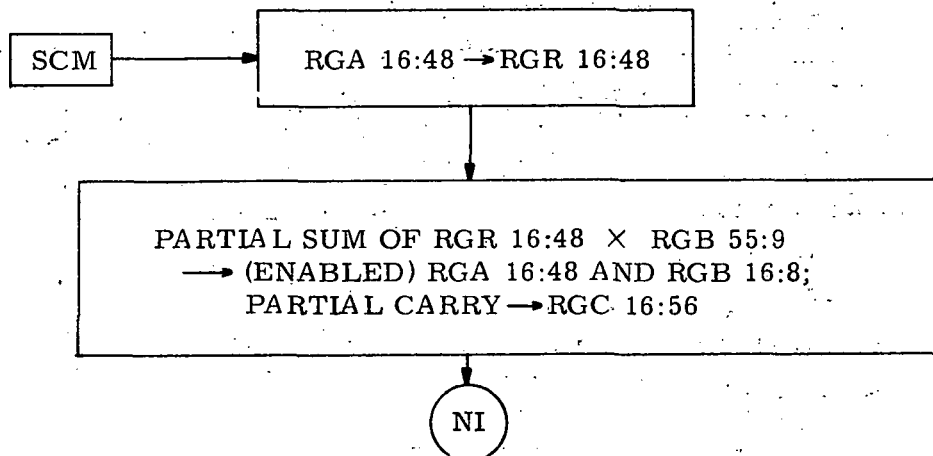 SCM
RGA 16:48 → RGR 16:48
PARTIAL SUM OF RGR 16:48 × RGB 55:9
→ (ENABLED) RGA 16:48 AND RGB 16:8;
PARTIAL CARRY → RGC 16:56
NI